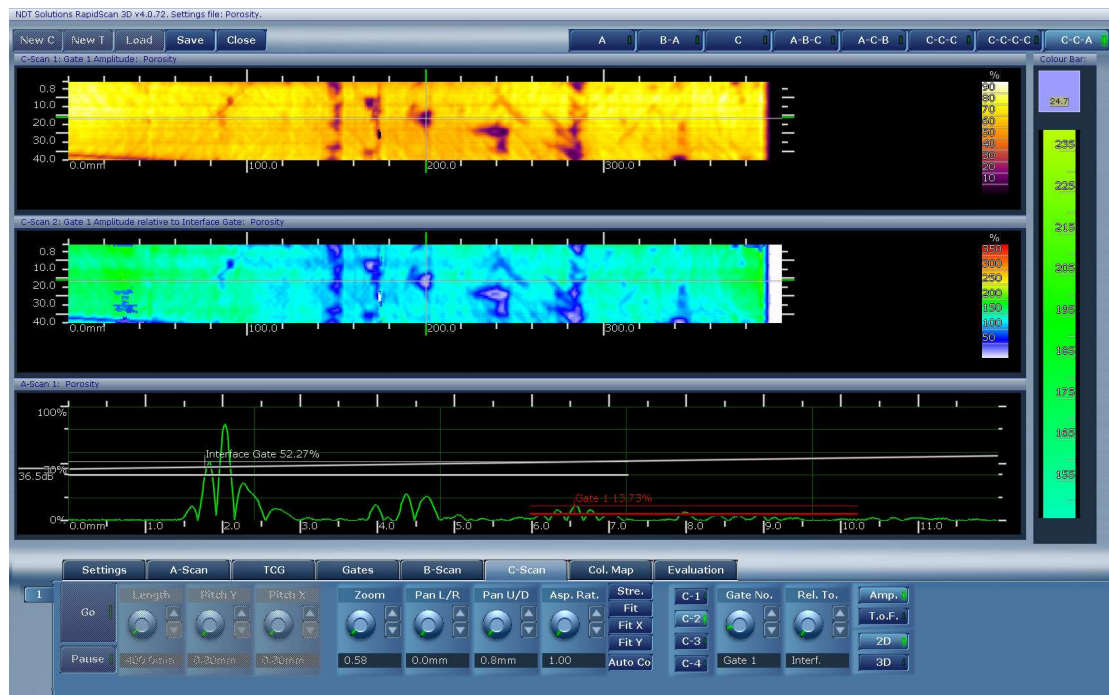 NDT Solutions RapidScan 3D v4.0.72. Settings file: Porosity.
New C New T Load Save Close A B-A C A-B-C A-C-B C-C-C C-C-C-C C-C-A
C-Scan 1: Gate 1 Amplitude: Porosity
Colour Bar:
24.7
%
90
80
70
60
50
40
30
20
10
0.8
10.0
20.0
30.0
40.0
0.0mm 100.0 200.0 300.0
C-Scan 2: Gate 1 Amplitude relative to Interface Gate: Porosity
%
350
300
250
200
150
100
50
0.8
10.0
20.0
30.0
40.0
0.0mm 100.0 200.0 300.0
235
225
215
205
195
185
175
165
155
A-Scan 1: Porosity
100%
Interface Gate 52.27%
50%
36.5dB
Gate 1 13.73%
0%
0.0mm 1.0 2.0 3.0 4.0 5.0 6.0 7.0 8.0 9.0 10.0 11.0
Settings A-Scan TCG Gates B-Scan C-Scan Col. Map Evaluation
1
Go Length Pitch Y Pitch X Zoom Pan L/R Pan U/D Asp. Rat. Stre. C-1 Gate No. Rel. To. Amp.
Fit C-2 T.o.F.
Fit X
Fit Y C-3 2D
Pause 400.0mm 0.80mm 0.80mm 0.58 0.0mm 0.8mm 1.00 Auto Co C-4 Gate 1 Interf. 3D